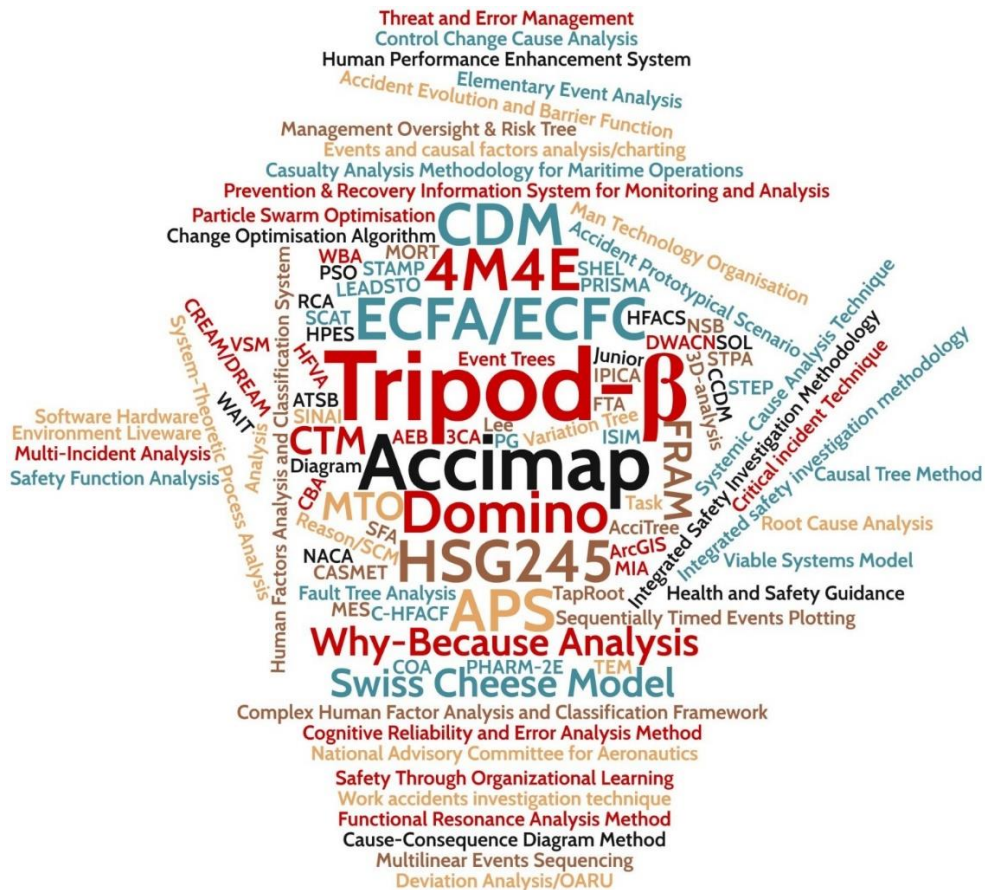 Threat and Error Management
Control Change Cause Analysis
Human Performance Enhancement System
Elementary Event Analysis
Accident Evolution and Barrier Function
Management Oversight & Risk Tree
Events and causal factors analysis/charting
Casualty Analysis Methodology for Maritime Operations
Prevention & Recovery Information System for Monitoring and Analysis
Particle Swarm Optimisation
CDM
Man Technology Organisation
Change Optimisation Algorithm
Accident Prototypical Scenario
WBA
MORT
4M4E
SHEL
PSO
STAMP
LEADSTO
PRISMA
RCA
ECFA/ECFC
HFACS
NSB
SCAT
HPES
DWACN
SOL
CREAM/DREAM
VSM
HFVA
Event Trees
Junior
3D-analysis
STPA
Tripod-β
IPICA
CCDM
STEP
System-Theoretic Process Analysis
Human Factors Analysis and Classification System
WAIT
ATSB
SINAI
FTA
Lee
Variation Tree
FRAM
Systemic Cause Analysis Technique
Integrated Safety Investigation Methodology
Critical incident Technique
Integrated safety investigation methodology
Software Hardware
Environment Liveware
Multi-Incident Analysis
Safety Function Analysis
Analysis
CTM
AEB
3CA
PG
ISIM
Diagram
Accimap
Causal Tree Method
CBA
MTO
Domino
Task
Reason/SCM
SFA
AcciTree
Root Cause Analysis
NACA
CASMET
HSG245
ArcGIS
MIA
Viable Systems Model
Fault Tree Analysis
APS
TapRoot
Health and Safety Guidance
MES
C-HFACF
Sequentially Timed Events Plotting
Why-Because Analysis
COA
PHARM-2E
TEM
Swiss Cheese Model
Complex Human Factor Analysis and Classification Framework
Cognitive Reliability and Error Analysis Method
National Advisory Committee for Aeronautics
Safety Through Organizational Learning
Work accidents investigation technique
Functional Resonance Analysis Method
Cause-Consequence Diagram Method
Multilinear Events Sequencing
Deviation Analysis/OARU